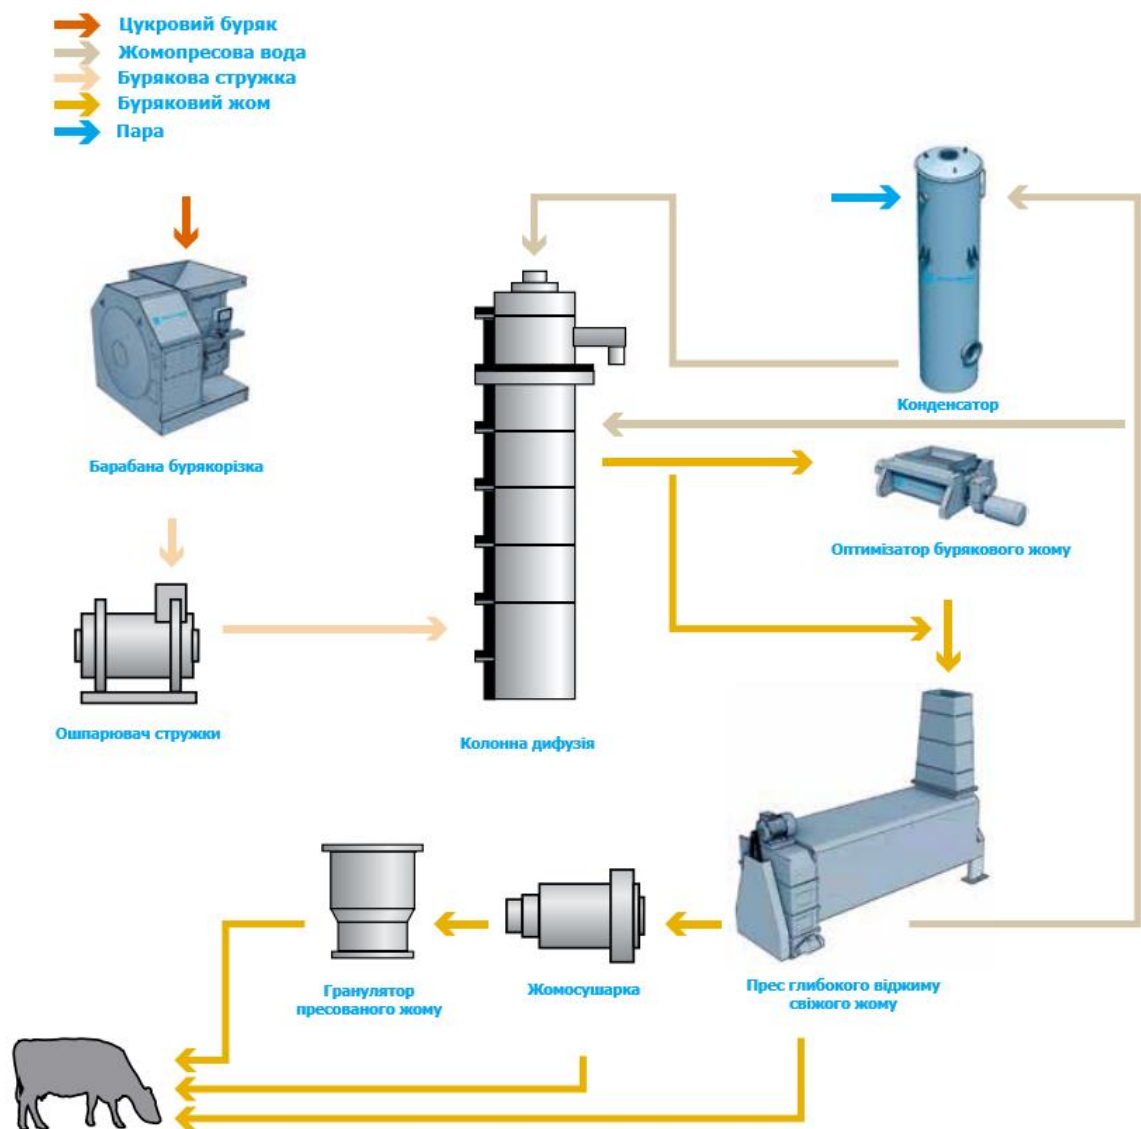 Цукровий буряк
Жомопресова вода
Бурякова стружка
Буряковий жом
Пара
Конденсатор
Барабана бурякорізка
Оптимізатор бурякового жому
Ошпарювач стружки
Колонна дифузія
Гранулятор
пресованого жому
Жомосушарка
Прес глибокого віджиму
свіжого жому